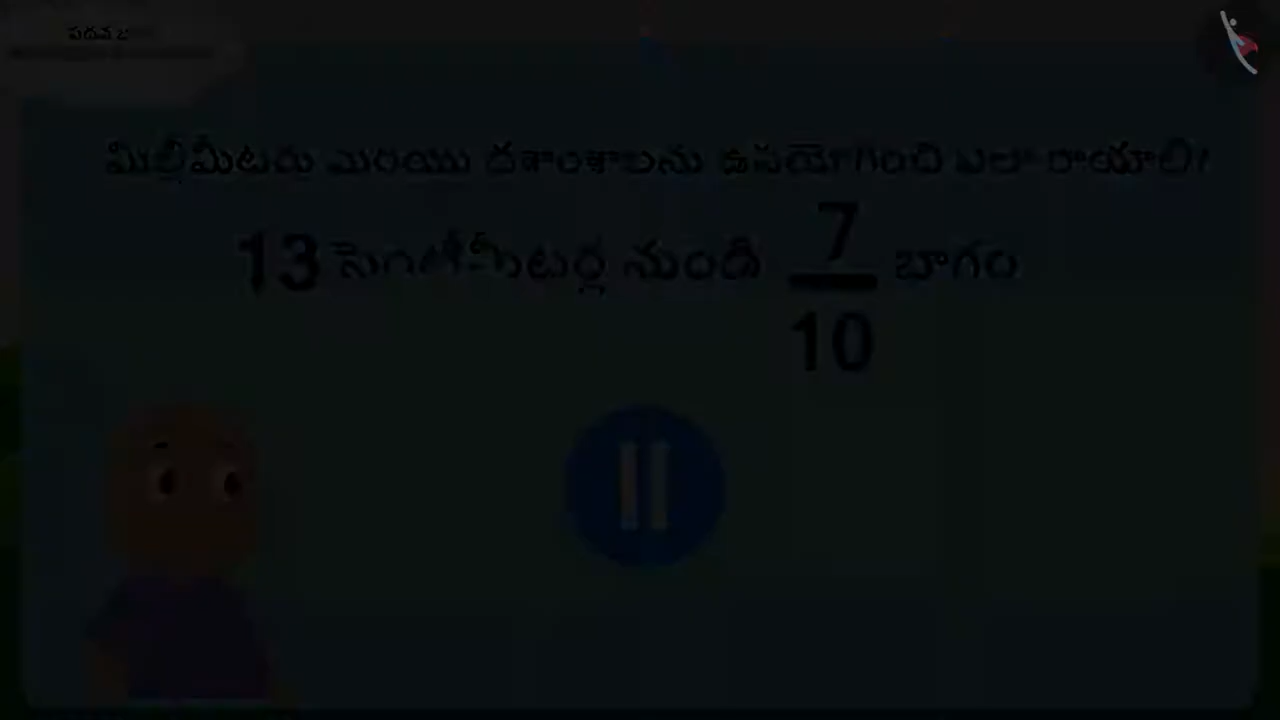 మిల్లీమీటరు మరియు దశాంశాలను ఉపయోగించి ఎలా రాయాలి?
13 సెంటీమీటర్ల నుండి 7/10 బాగం